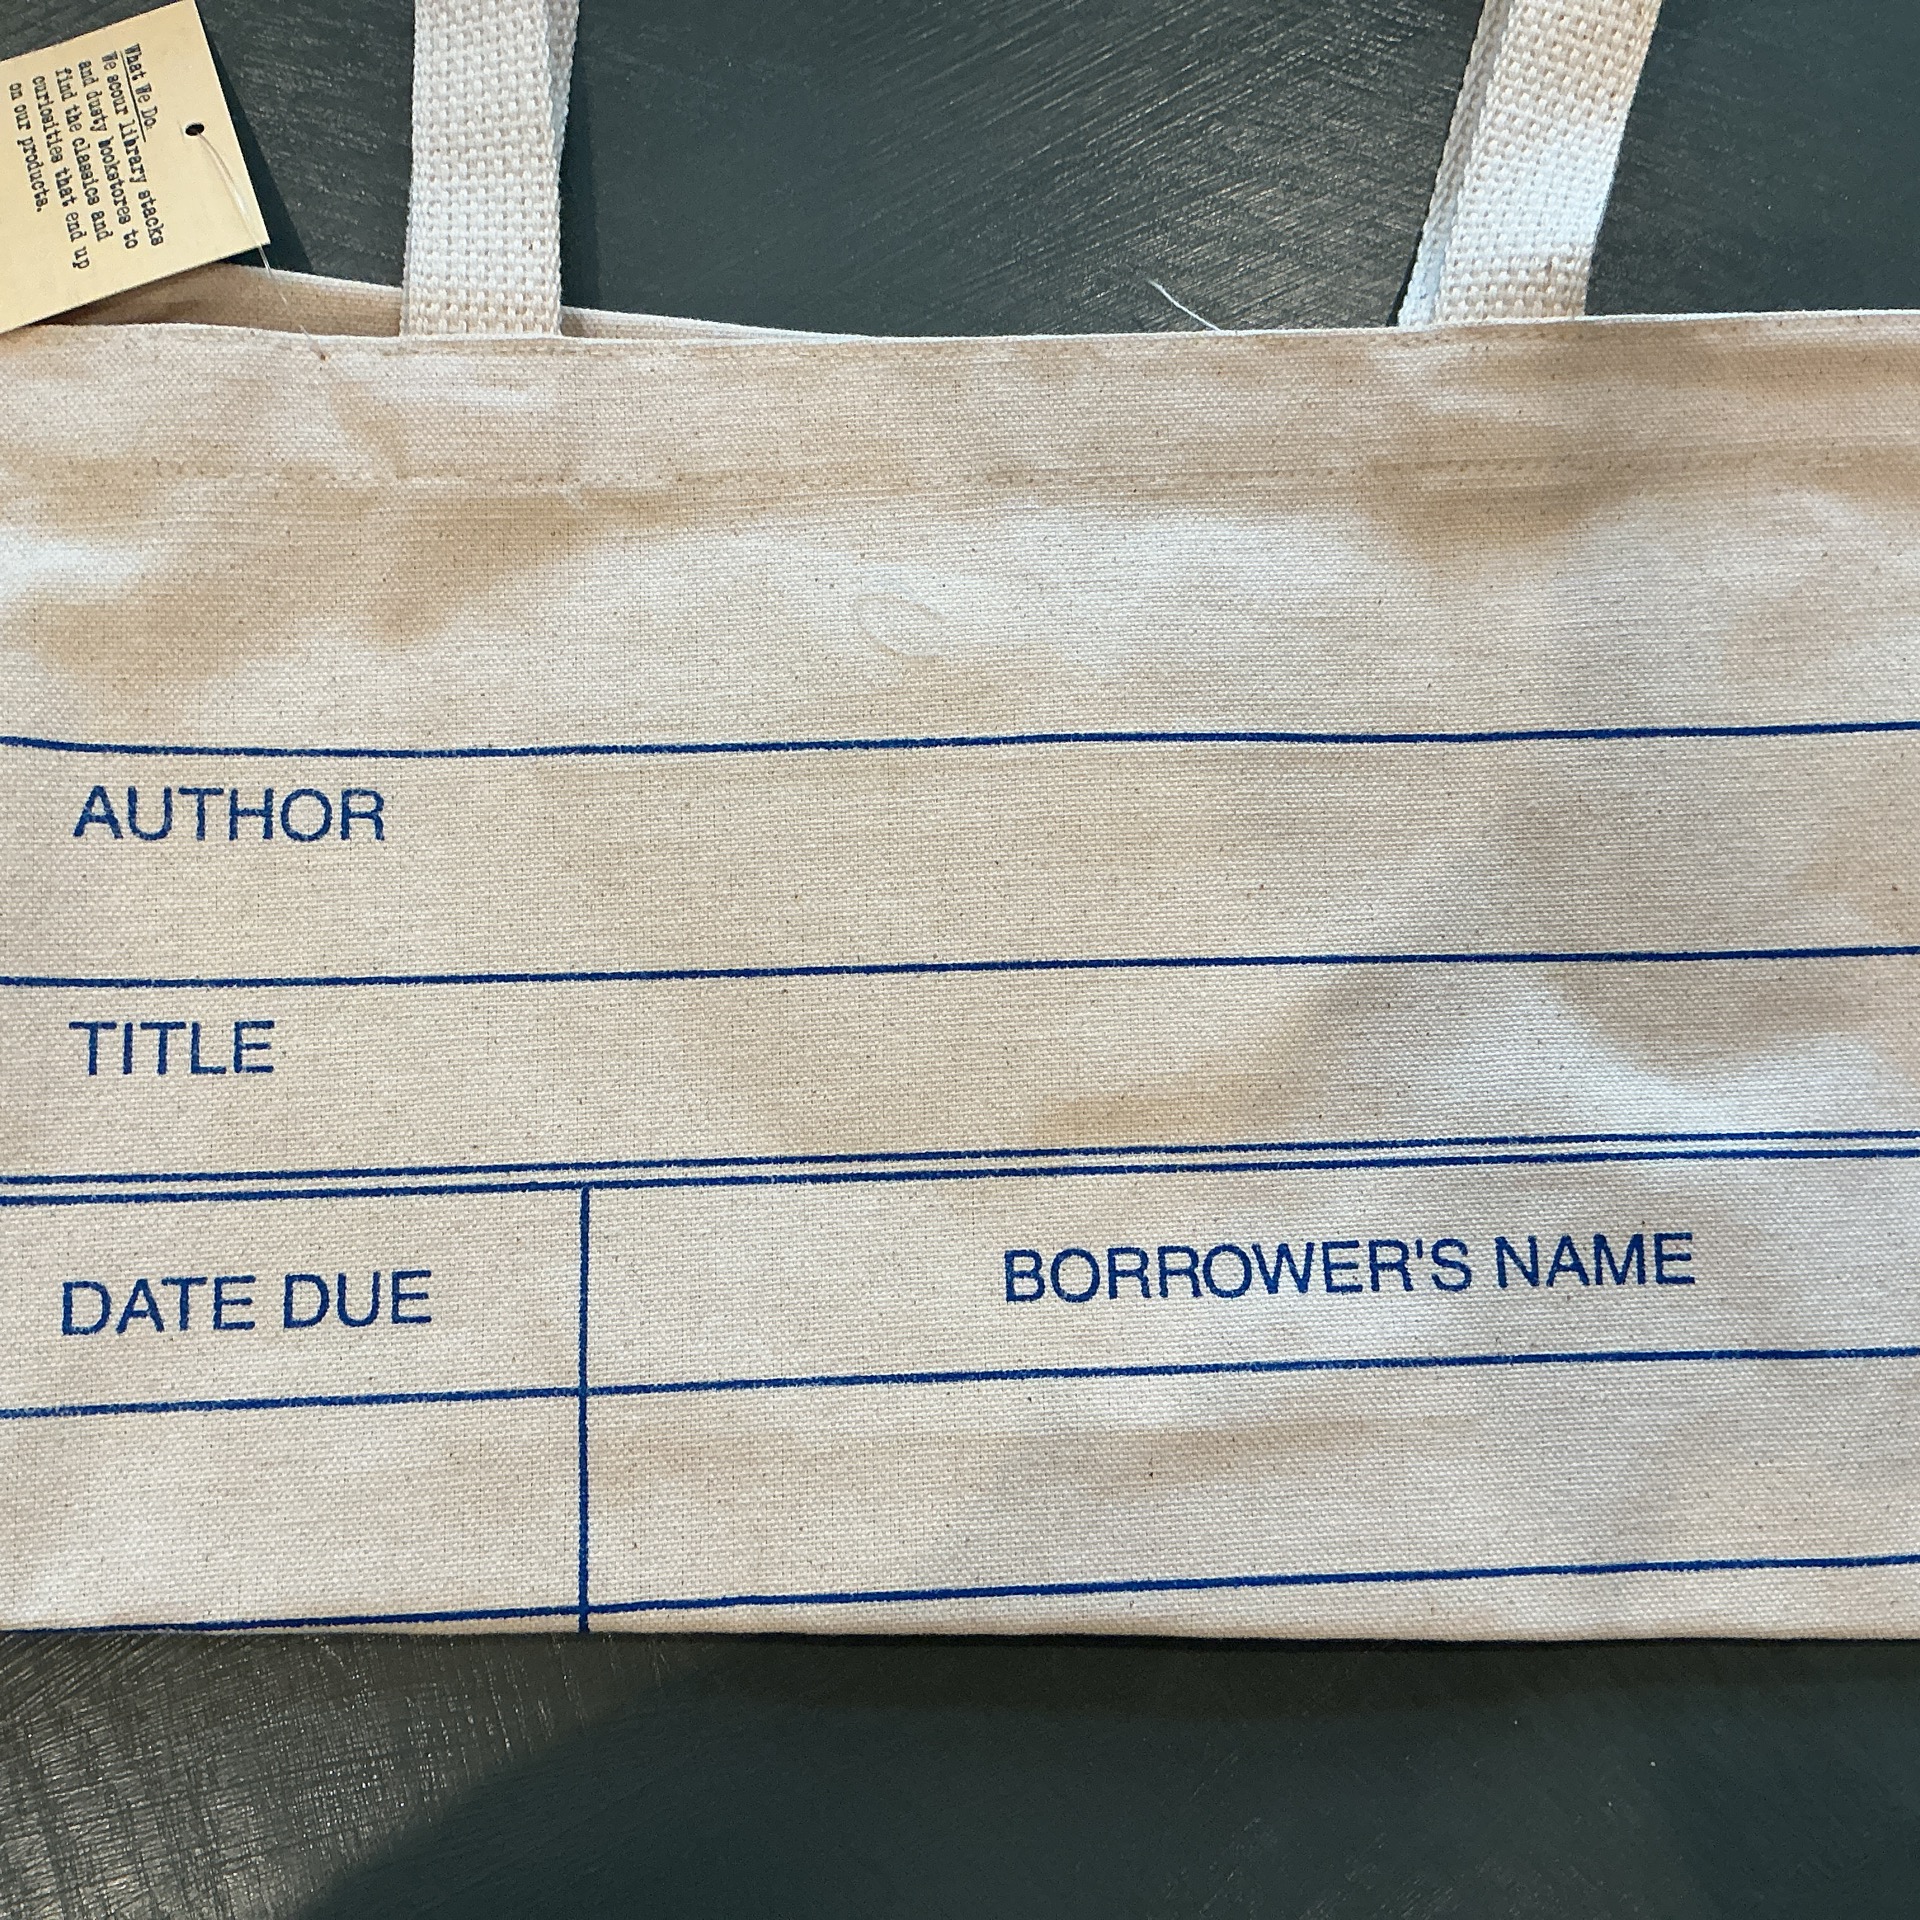 What We Do:
We scour library stacks
and dusty bookstores to
find the classics and
curiosities that end up
on our products.
AUTHOR
TITLE
DATE DUE
BORROWER'S NAME